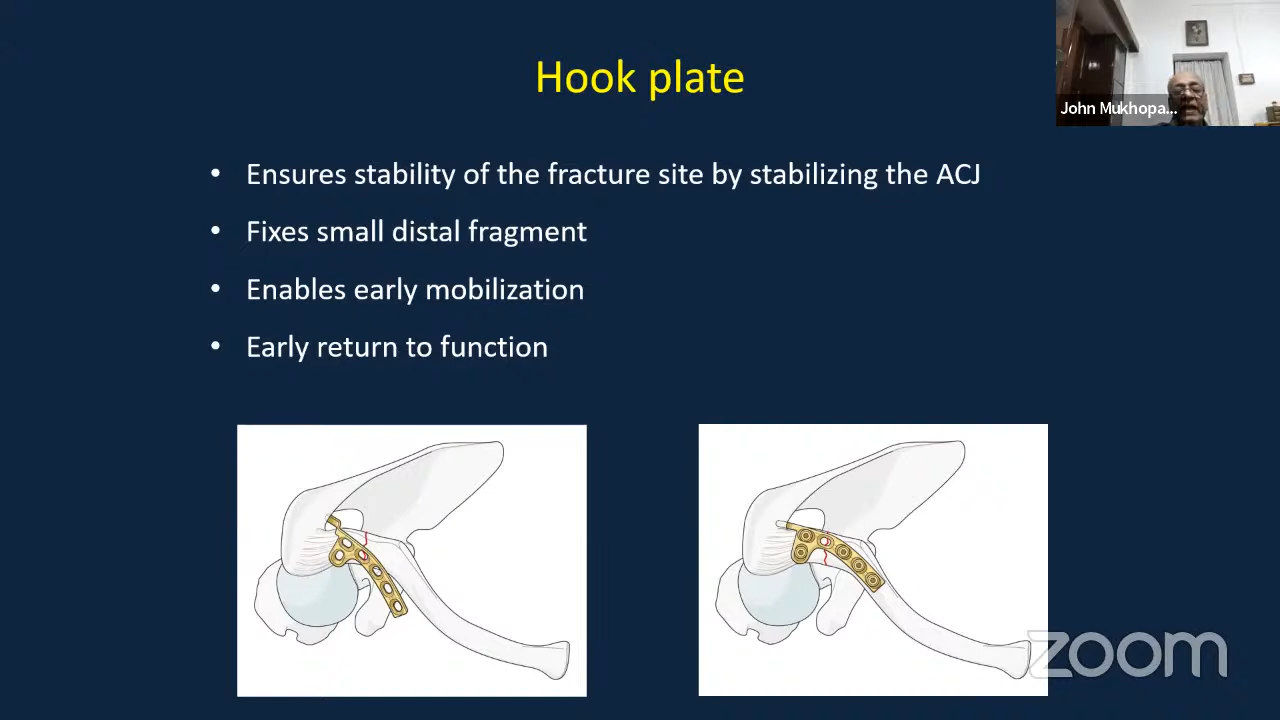 Hook plate
John Mukhopa...
• Ensures stability of the fracture site by stabilizing the ACJ
• Fixes small distal fragment
• Enables early mobilization
• Early return to function
zoom